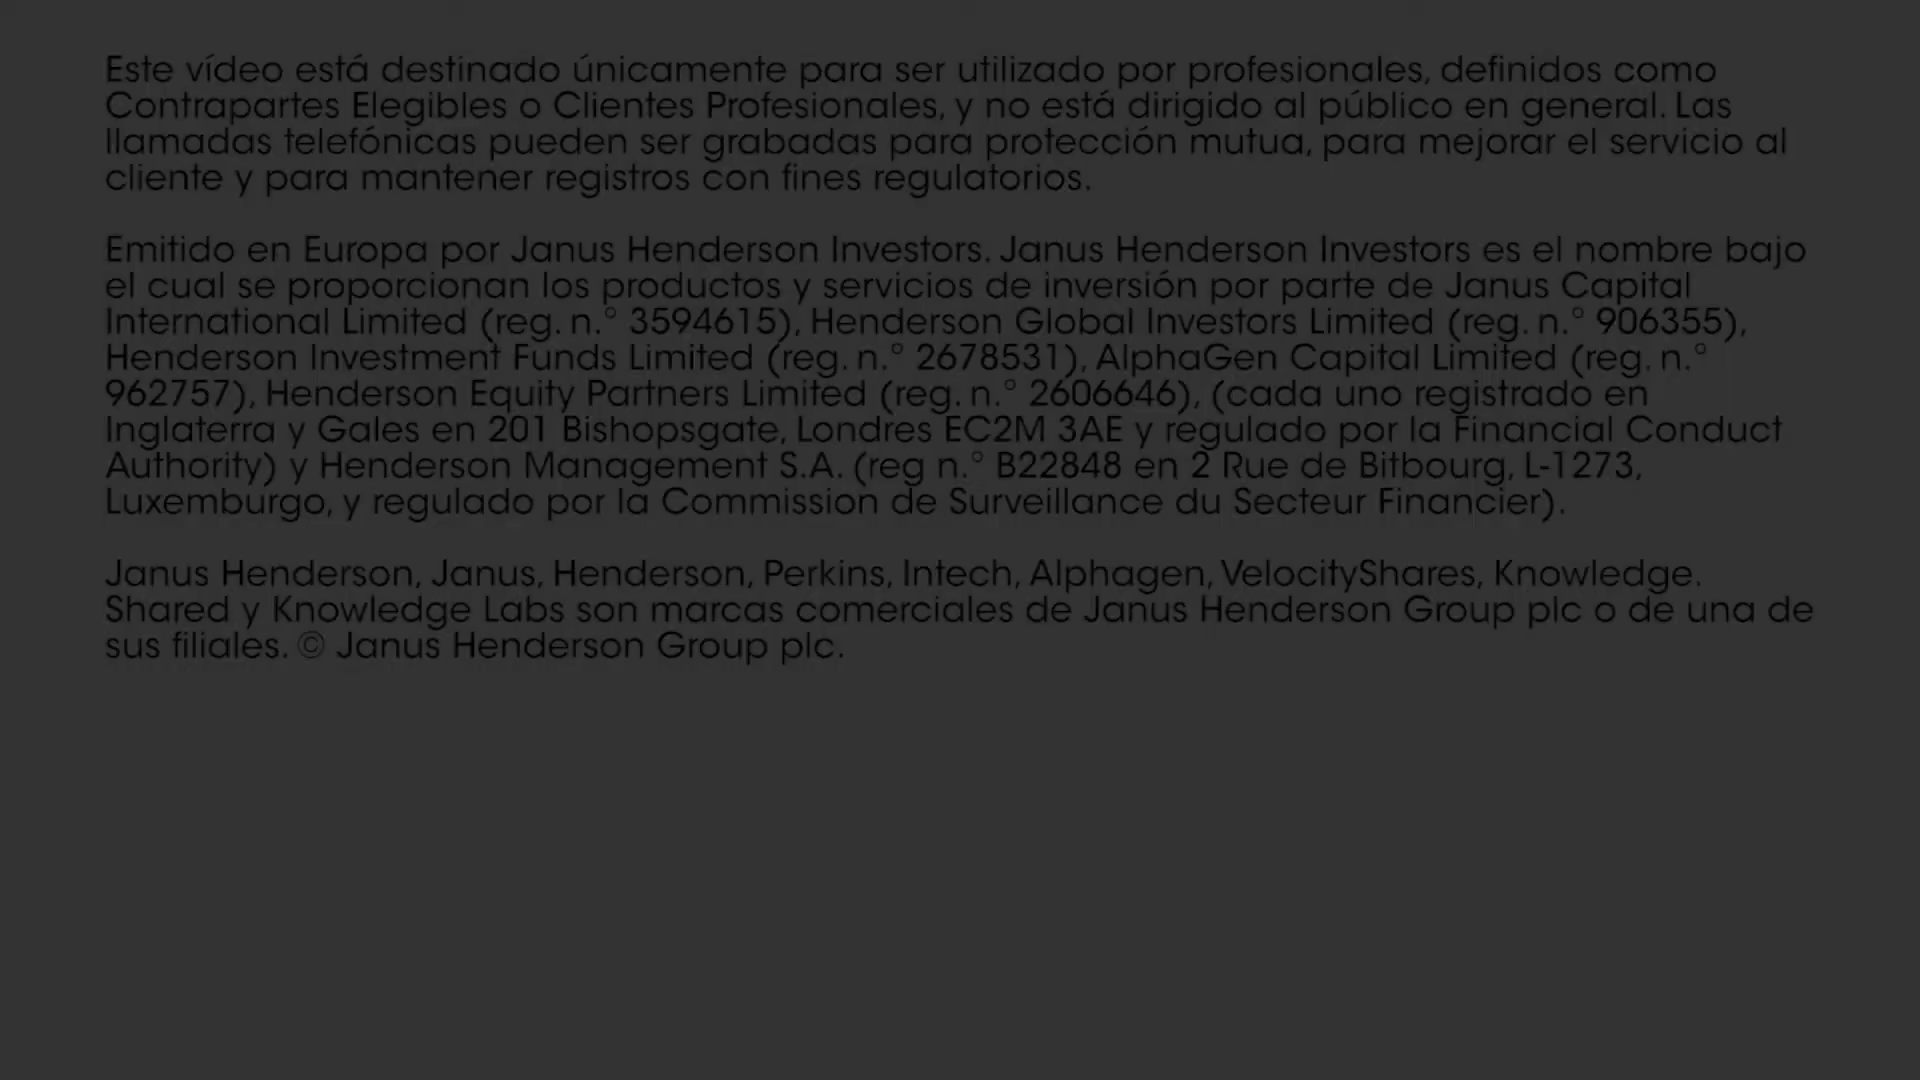 Este vídeo está destinado únicamente para ser utilizado por profesionales, definidos como
Contrapartes Elegibles o Clientes Profesionales, y no está dirigido al público en general. Las
llamadas telefónicas pueden ser grabadas para protección mutua, para mejorar el servicio al
cliente y para mantener registros con fines regulatorios.
Emitido en Europa por Janus Henderson Investors. Janus Henderson Investors es el nombre bajo
el cual se proporcionan los productos y servicios de inversión por parte de Janus Capital
International Limited (reg. n.° 3594615), Henderson Global Investors Limited (reg. n.° 906355),
Henderson Investment Funds Limited (reg. n.° 2678531), AlphaGen Capital Limited (reg. n.°
962757), Henderson Equity Partners Limited (reg. n.° 2606646), (cada uno registrado en
Inglaterra y Gales en 201 Bishopsgate, Londres EC2M 3AE y regulado por la Financial Conduct
Authority) y Henderson Management S.A. (reg n.° B22848 en 2 Rue de Bitbourg, L-1273,
Luxemburgo, y regulado por la Commission de Surveillance du Secteur Financier).
Janus Henderson, Janus, Henderson, Perkins, Intech, Alphagen, VelocityShares, Knowledge.
Shared y Knowledge Labs son marcas comerciales de Janus Henderson Group plc o de una de
sus filiales. © Janus Henderson Group plc.